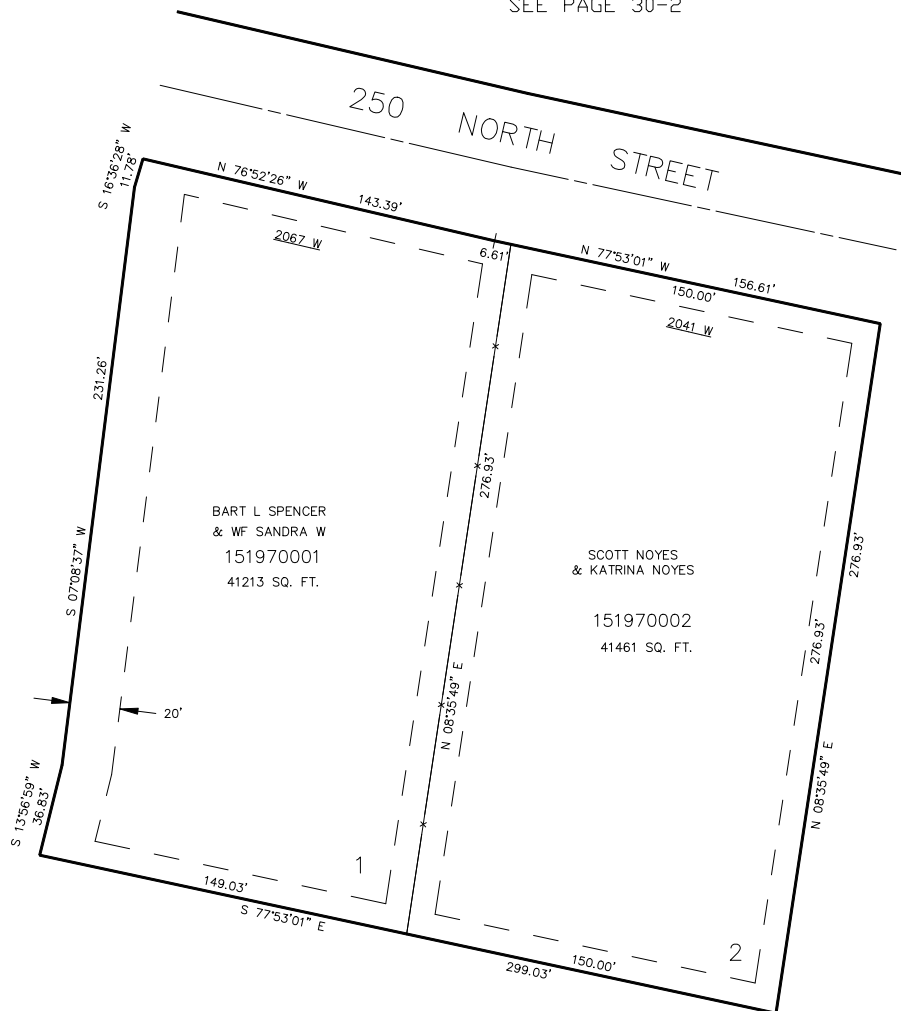 SEE PAGE 30-2
250 NORTH STREET
S 16°36'28" W
11.78'
N 76°52'26" W
143.39'
2067 W
6.61'
N 77°53'01" W
156.61'
150.00'
2041 W
231.26'
276.93'
BART L SPENCER
& WF SANDRA W
151970001
41213 SQ. FT.
SCOTT NOYES
& KATRINA NOYES
151970002
41461 SQ. FT.
S 07°08'37" W
276.93'
276.93'
N 08°35'49" E
20'
N 08°35'49" E
S 13°56'59" W
36.83'
1
149.03'
S 77°53'01" E
2
150.00'
299.03'